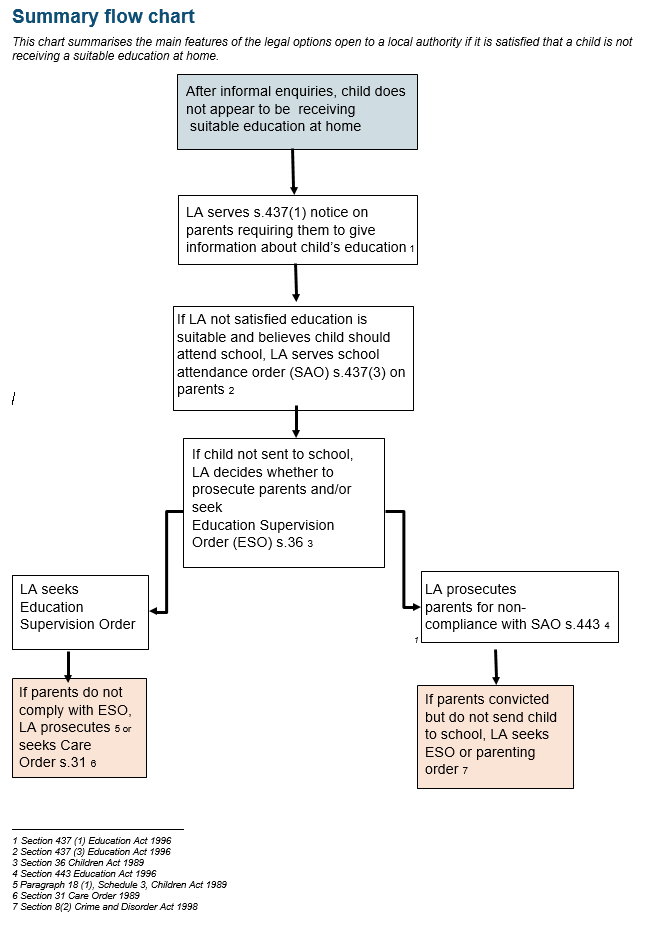 Summary flow chart
This chart summarises the main features of the legal options open to a local authority if it is satisfied that a child is not
receiving a suitable education at home.
After informal enquiries, child does
not appear to be receiving
suitable education at home
LA serves s.437(1) notice on
parents requiring them to give
information about child's education 1
If LA not satisfied education is
suitable and believes child should
attend school, LA serves school
attendance order (SAO) s.437(3) on
parents 2
If child not sent to school,
LA decides whether to
prosecute parents and/or
seek
Education Supervision
Order (ESO) s.36 3
LA seeks
Education
Supervision Order
LA prosecutes
parents for non-
compliance with SAO s.443 4
1
If parents do not
comply with ESO,
LA prosecutes 5 or
seeks Care
Order s.31 6
If parents convicted
but do not send child
to school, LA seeks
ESO or parenting
order 7
1 Section 437 (1) Education Act 1996
2 Section 437 (3) Education Act 1996
3 Section 36 Children Act 1989
4 Section 443 Education Act 1996
5 Paragraph 18 (1), Schedule 3, Children Act 1989
6 Section 31 Care Order 1989
7 Section 8(2) Crime and Disorder Act 1998